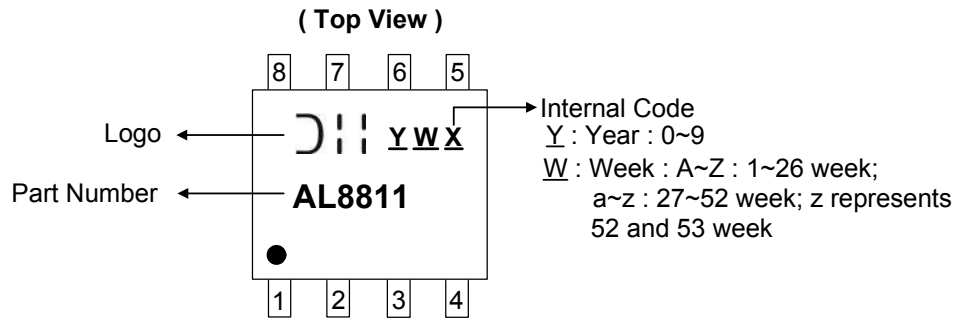 ( Top View )
8 7 6 5
Logo
Y W X
Internal Code
Y : Year : 0~9
W : Week : A~Z : 1~26 week;
a~z : 27~52 week; z represents
52 and 53 week
Part Number
AL8811
1 2 3 4